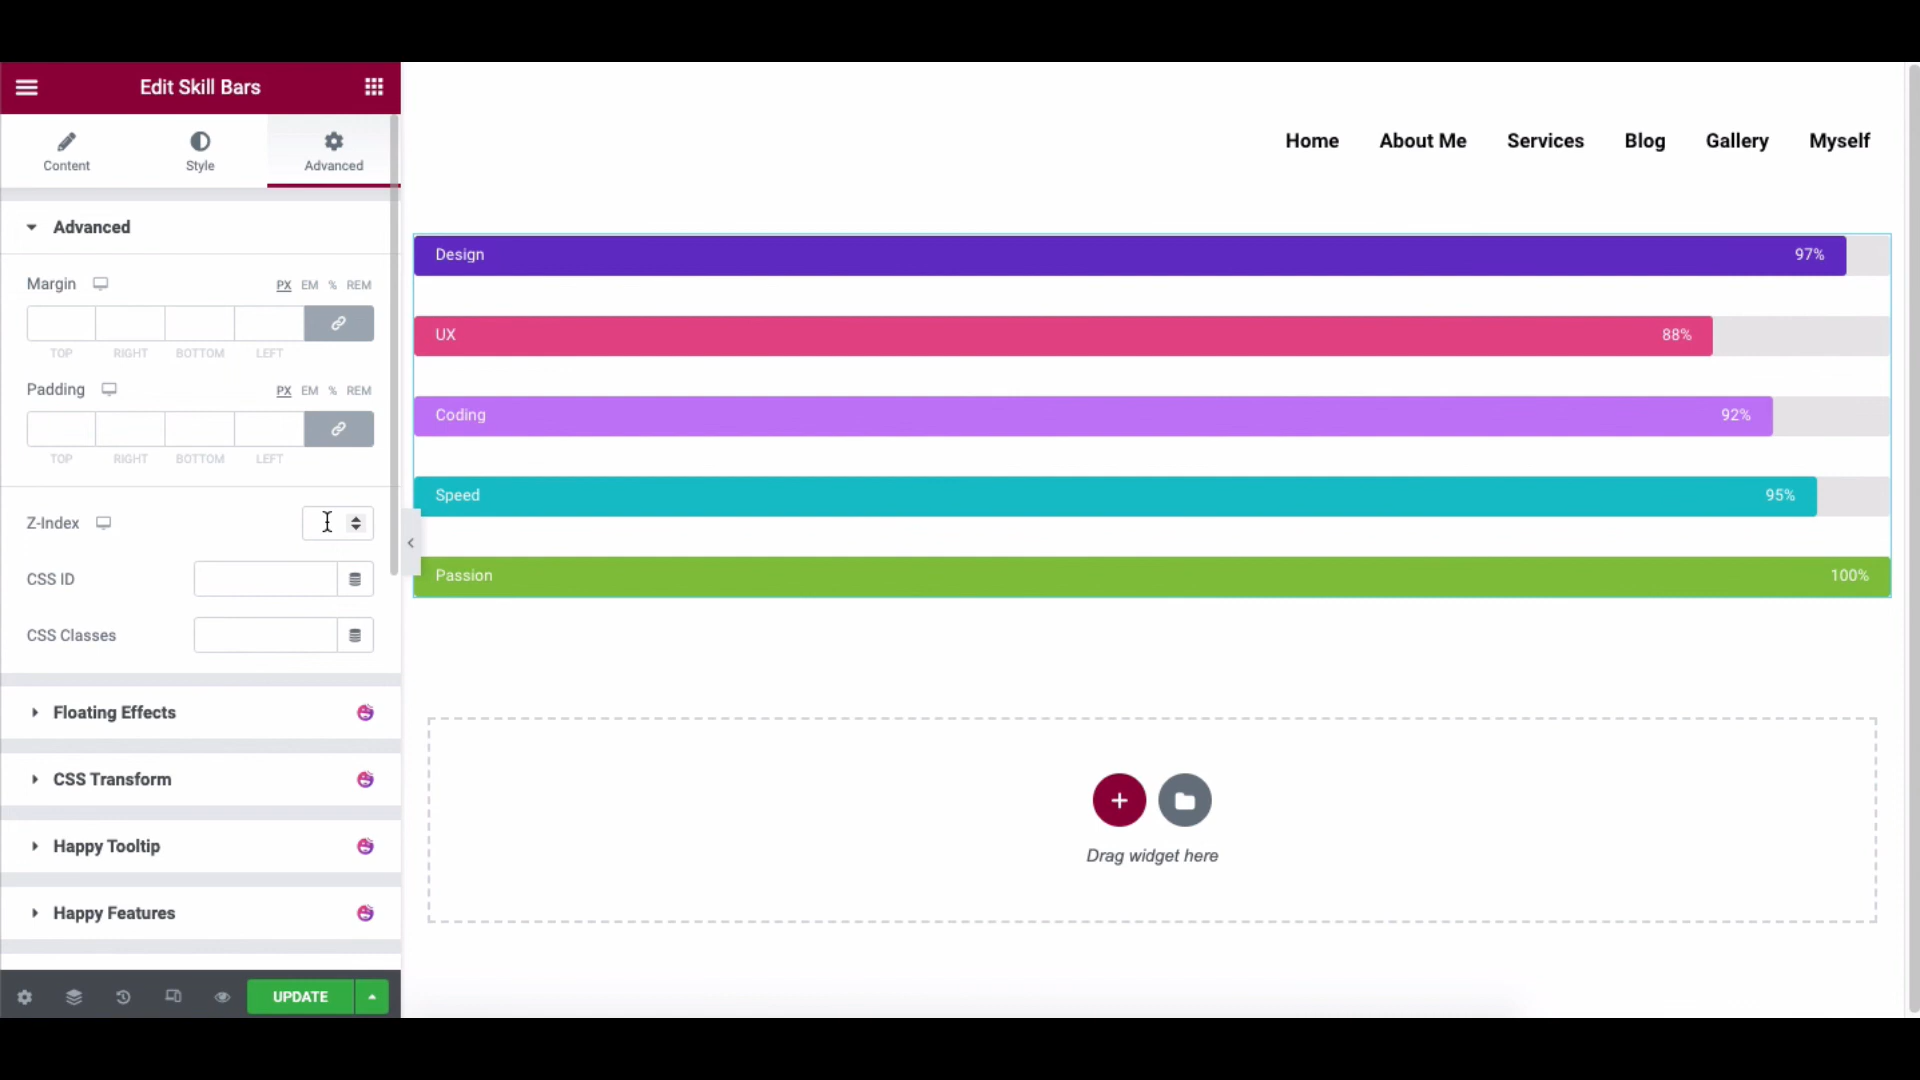 Edit Skill Bars
Content
Style
Advanced
Advanced
Margin
PX EM % REM
TOP RIGHT BOTTOM LEFT
Padding
PX EM % REM
TOP RIGHT BOTTOM LEFT
Z-Index
CSS ID
CSS Classes
Floating Effects
CSS Transform
Happy Tooltip
Happy Features
UPDATE
Home About Me Services Blog Gallery Myself
Design 97%
UX 88%
Coding 92%
Speed 95%
Passion 100%
Drag widget here